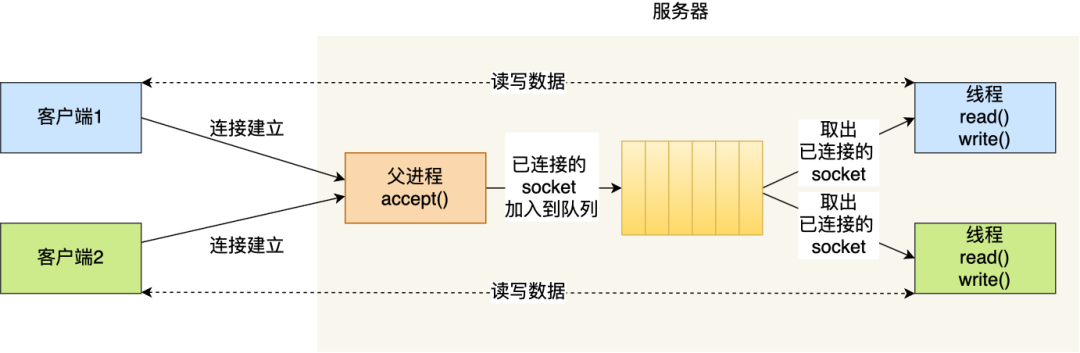 服务器
读写数据
客户端1
连接建立
父进程
accept()
已连接的
socket
加入到队列
取出
已连接的
socket
线程
read()
write()
客户端2
连接建立
取出
已连接的
socket
线程
read()
write()
读写数据